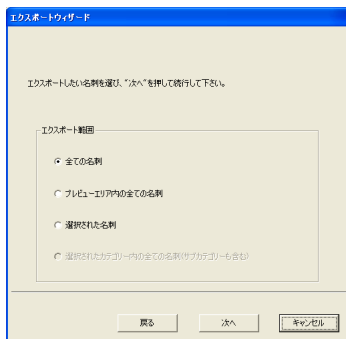 エクスポートウィザード
エクスポートしたい名刺を選び、"次へ"を押して続行して下さい。
エクスポート範囲
全ての名刺
プレビューエリア内の全ての名刺
選択された名刺
選択されたカテゴリー内の全ての名刺(サブカテゴリーも含む)
戻る
次へ
キャンセル